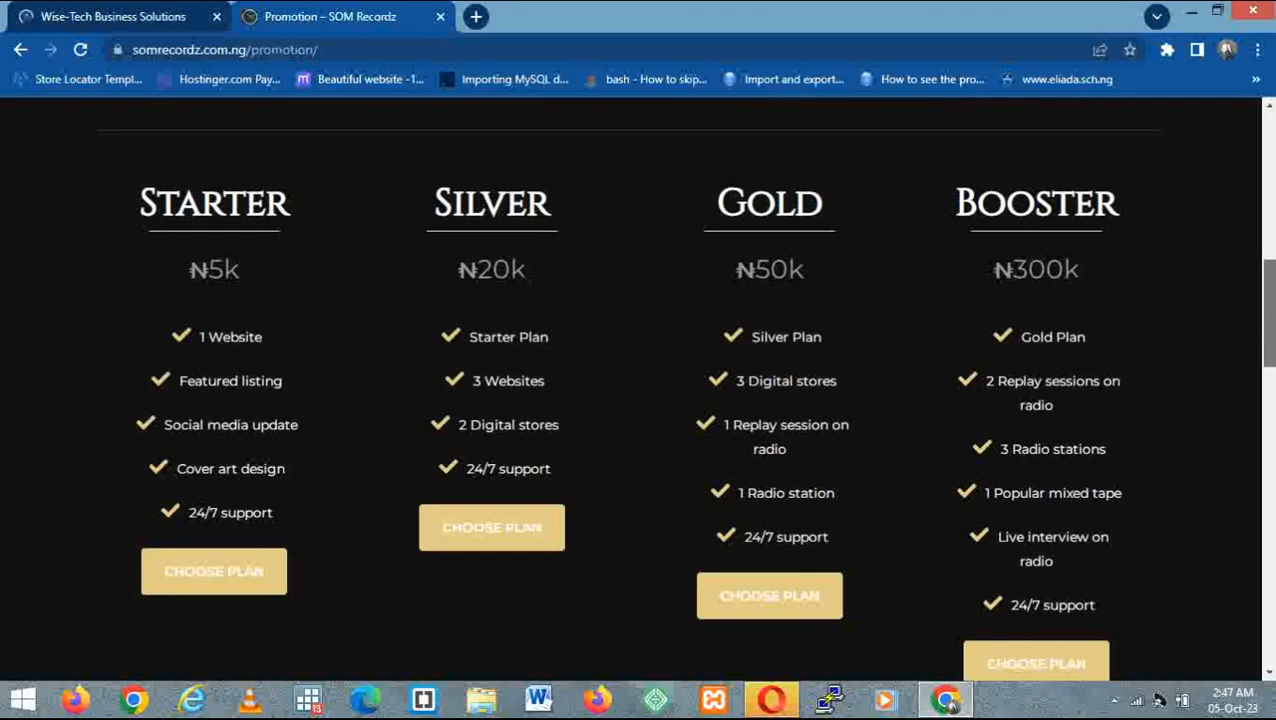 Wise-Tech Business Solutions
Promotion – SOM Recordz
somrecordz.com.ng/promotion/
Store Locator Templ...
Hostinger.com Pay...
Beautiful website -1...
Importing MySQL d...
bash - How to skip...
Import and export...
How to see the pro...
www.eliada.sch.ng
STARTER
₦5k
1 Website
Featured listing
Social media update
Cover art design
24/7 support
CHOOSE PLAN
SILVER
₦20k
Starter Plan
3 Websites
2 Digital stores
24/7 support
CHOOSE PLAN
GOLD
₦50k
Silver Plan
3 Digital stores
1 Replay session on
radio
1 Radio station
24/7 support
CHOOSE PLAN
BOOSTER
₦300k
Gold Plan
2 Replay sessions on
radio
3 Radio stations
1 Popular mixed tape
Live interview on
radio
24/7 support
CHOOSE PLAN
13
2:47 AM
05-Oct-23